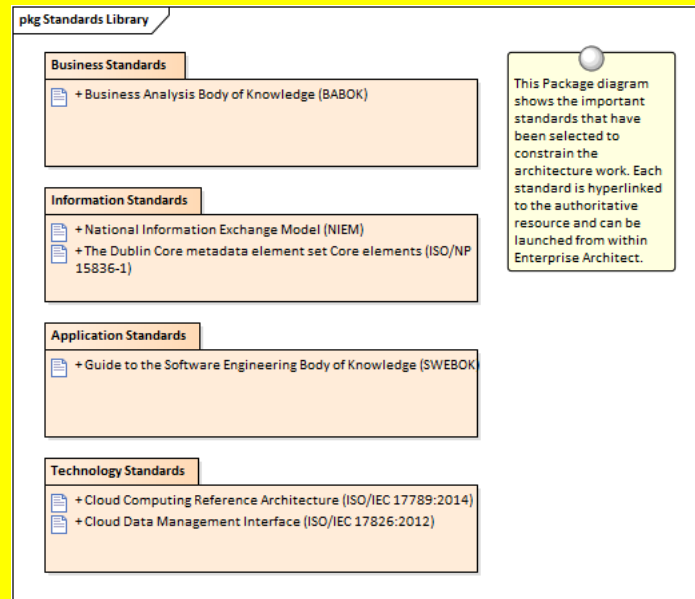 pkg Standards Library
Business Standards
+ Business Analysis Body of Knowledge (BABOK)
Information Standards
+ National Information Exchange Model (NIEM)
+ The Dublin Core metadata element set Core elements (ISO/NP
15836-1)
Application Standards
+ Guide to the Software Engineering Body of Knowledge (SWEBOK)
Technology Standards
+ Cloud Computing Reference Architecture (ISO/IEC 17789:2014)
+ Cloud Data Management Interface (ISO/IEC 17826:2012)
This Package diagram
shows the important
standards that have
been selected to
constrain the
architecture work. Each
standard is hyperlinked
to the authoritative
resource and can be
launched from within
Enterprise Architect.